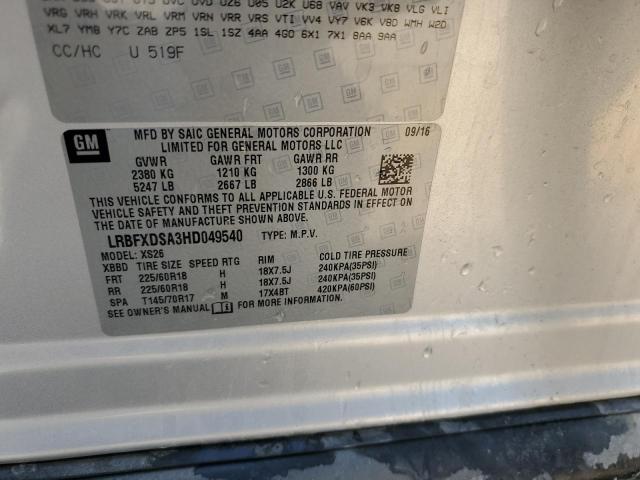 VRG VRH VRK VRL VRM VRN VRR VRS VTI VV4 VY7 V6K V8D WMH W2D
XL7 YM8 Y7C ZAB ZP5 1SL 1SZ 4AA 4GO 6X1 7X1 8AA 9AA
CC/HC U 519F
GM MFD BY SAIC GENERAL MOTORS CORPORATION 09/16
LIMITED FOR GENERAL MOTORS LLC
GVWR GAWR FRT GAWR RR
2380 KG 1210 KG 1300 KG
5247 LB 2667 LB 2866 LB
THIS VEHICLE CONFORMS TO ALL APPLICABLE U.S. FEDERAL MOTOR
VEHICLE SAFETY AND THEFT PREVENTION STANDARDS IN EFFECT ON
THE DATE OF MANUFACTURE SHOWN ABOVE.
LRBFXDSA3HD049540 TYPE: M.P.V.
MODEL: XS26
XBBD TIRE SIZE SPEED RTG RIM COLD TIRE PRESSURE
FRT 225/60R18 H 18X7.5J 240KPA(35PSI)
RR 225/60R18 H 18X7.5J 240KPA(35PSI)
SPA T145/70R17 M 17X4BT 420KPA(60PSI)
SEE OWNER'S MANUAL FOR MORE INFORMATION.